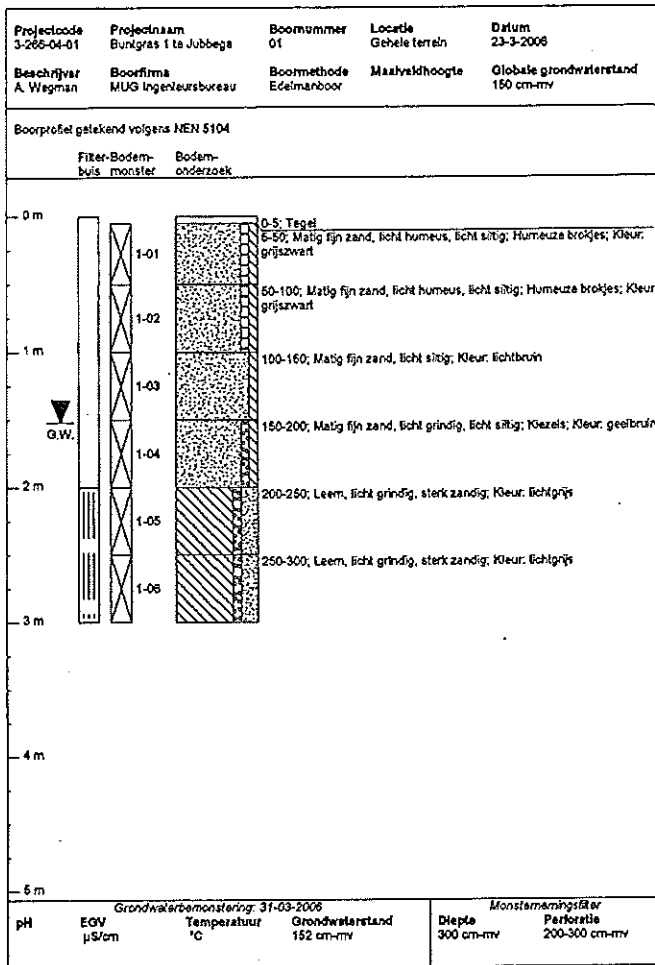 Projectcode Projectnaam Boornummer Locatie Datum
3-266-04-01 Buntgras 1 te Jubbega 01 Gehele terrein 23-3-2006
Beschrijver Boorfirma Boormethode Maaiveldhoogte Globale grondwaterstand
A. Wegman MUG Ingenieursbureau Edelmanboor 150 cm-mv
Boorprofiel getekend volgens NEN 5104
Filter- Bodem- Bodem-
buis monster onderzoek
0 m
0-5; Tegel
5-50; Matig fijn zand, licht humeus, licht siltig; Humeuze brokjes; Kleur:
1-01 grijszwart
50-100; Matig fijn zand, licht humeus, licht siltig; Humeuze brokjes; Kleur:
1-02 grijszwart
1 m
100-150; Matig fijn zand, licht siltig; Kleur: lichtbruin
1-03
150-200; Matig fijn zand, licht grindig, licht siltig; Kiezels; Kleur: geelbruin
G.W.
1-04
2 m
200-250; Leem, licht grindig, sterk zandig; Kleur: lichtgrijs
1-05
250-300; Leem, licht grindig, sterk zandig; Kleur: lichtgrijs
1-06
3 m
4 m
5 m
Grondwaterbemonstering: 31-03-2006 Monsternemingsfilter
pH EGV Temperatuur Grondwaterstand Diepte Perforatie
µS/cm °C 152 cm-mv 300 cm-mv 200-300 cm-mv